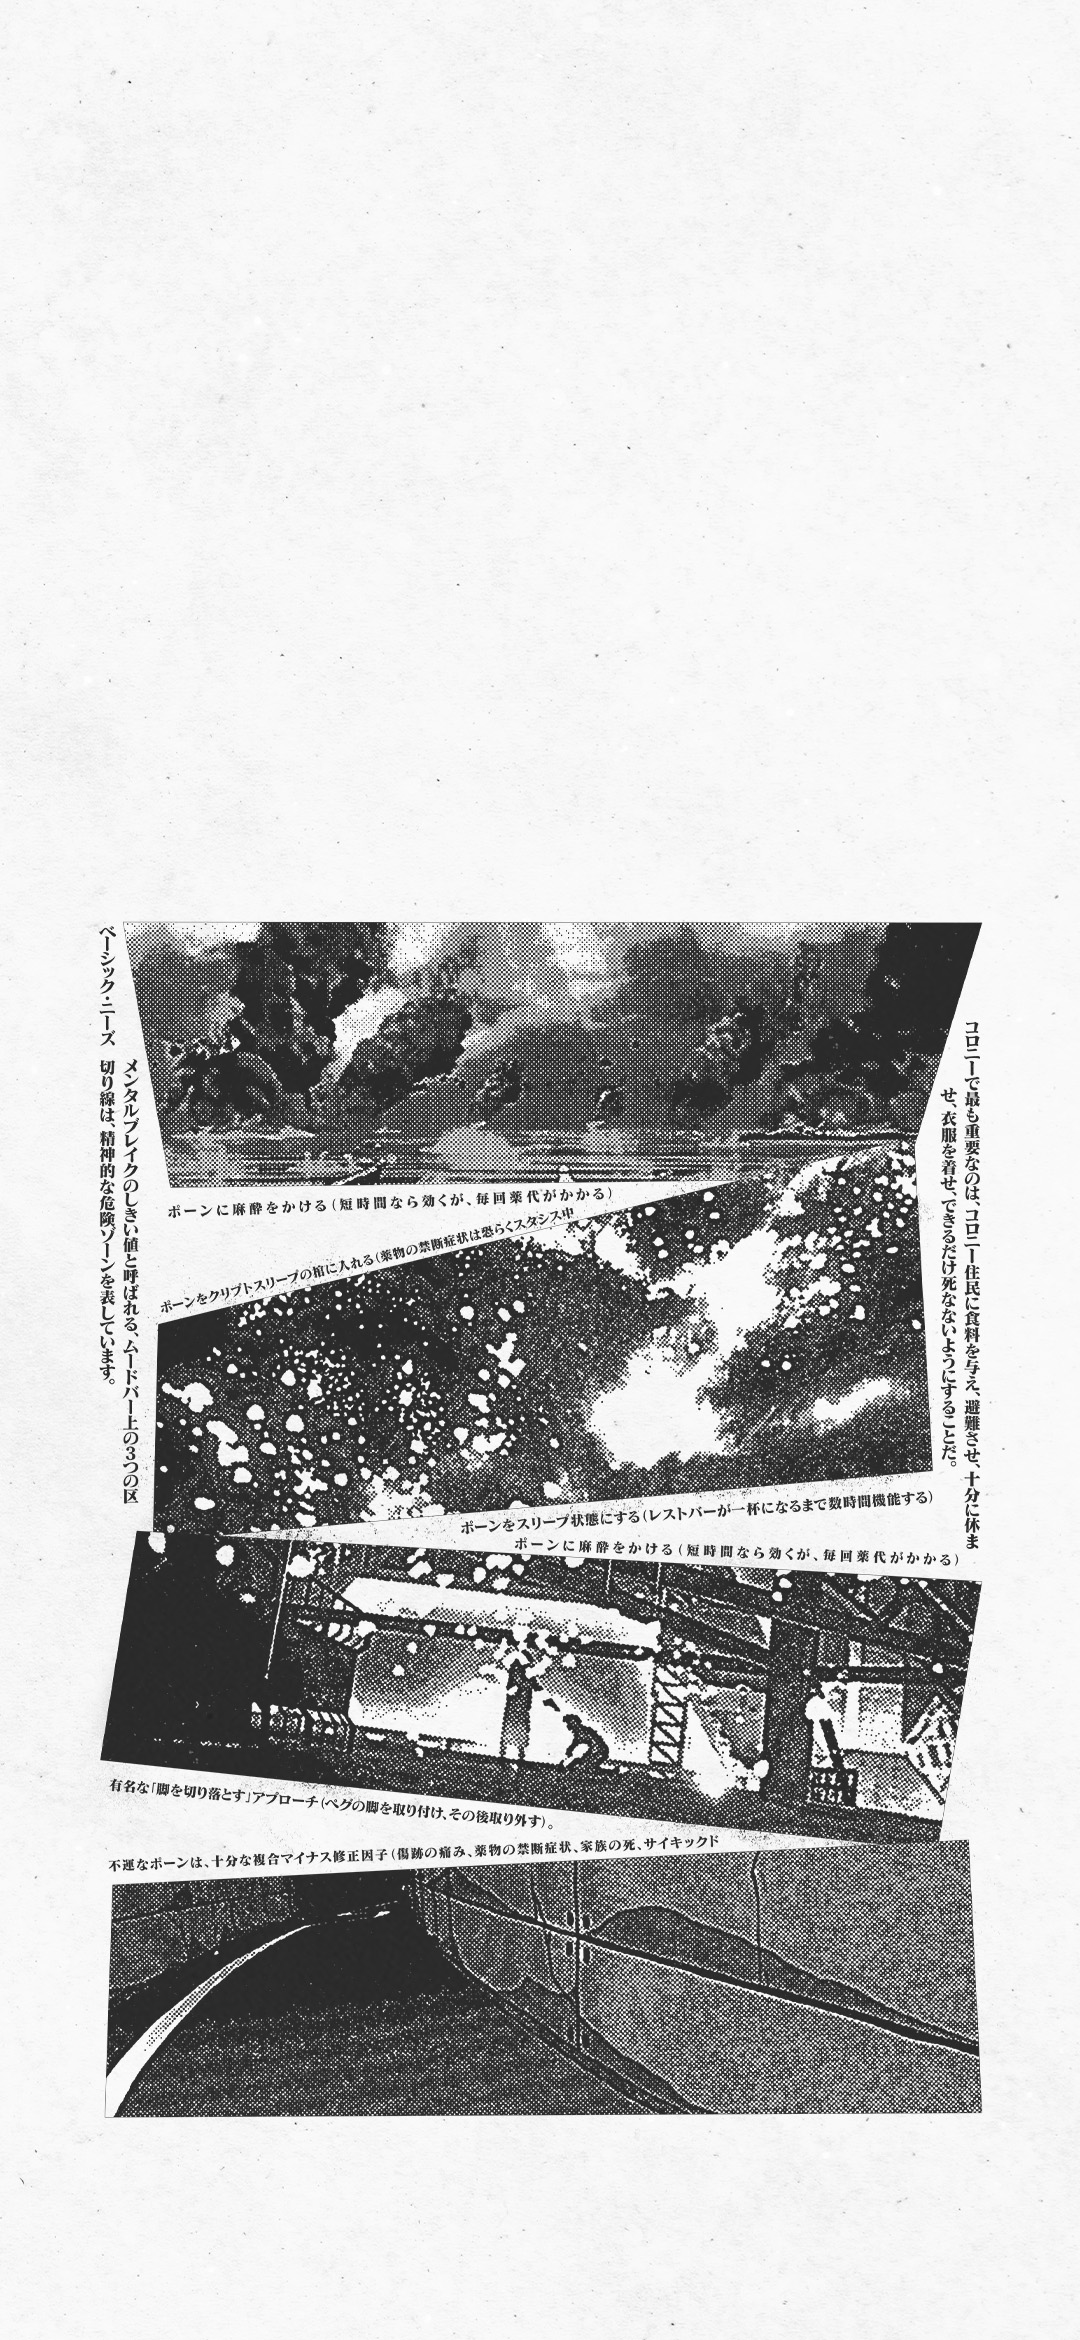 ベーシック・ニーズ
メンタルブレイクのしきい値と呼ばれる、ムードバー上の3つの区
切り線は、精神的な危険ゾーンを表しています。
コロニーで最も重要なのは、コロニー住民に食料を与え、避難させ、十分に休ま
せ、衣服を着せ、できるだけ死なないようにすることだ。
ポーンに麻酔をかける(短時間なら効くが、毎回薬代がかかる)
ポーンをクリプトスリープの棺に入れる(薬物の禁断症状は恐らくスタシス中
ポーンをスリープ状態にする(レストバーが一杯になるまで数時間機能する)
ポーンに麻酔をかける(短時間なら効くが、毎回薬代がかかる)
有名な「脚を切り落とす」アプローチ(ペグの脚を取り付け、その後取り外す)。
不運なポーンは、十分な複合マイナス修正因子(傷跡の痛み、薬物の禁断症状、家族の死、サイキックド